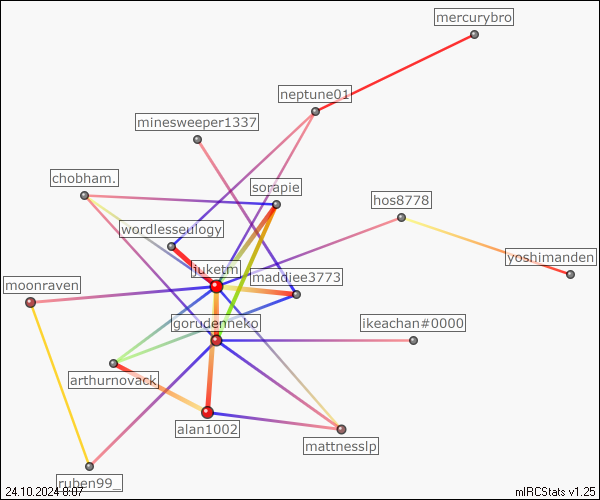 mercurybro
neptune01
minesweeper1337
chobham.
sorapie
hos8778
wordlesseulogy
yoshimanden
juketm
maddiee3773
moonraven
gorudenneko
ikeachan#0000
arthurnovack
alan1002
mattnesslp
ruben99_
24.10.2024 8:07
mIRCStats v1.25